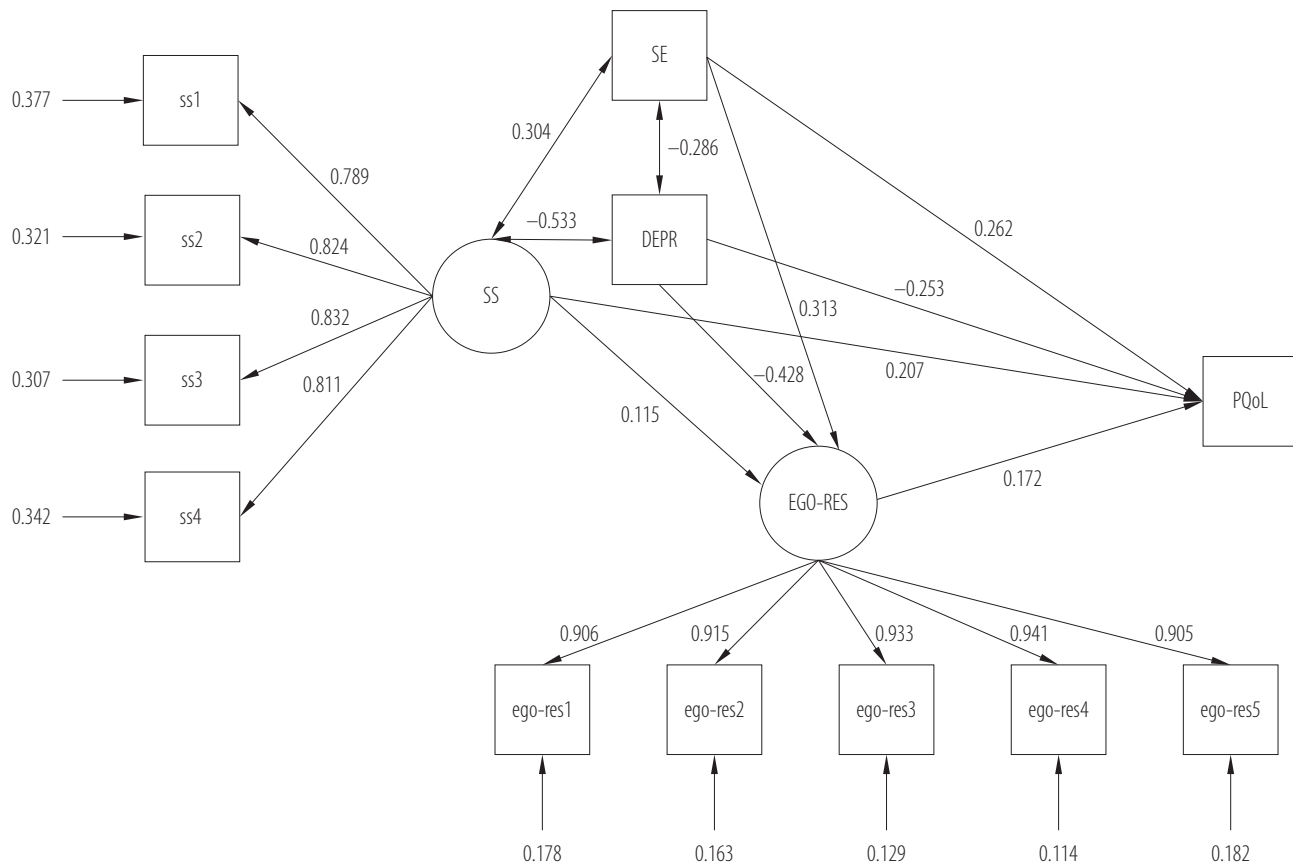 SE
0.377
ss1
0.304
−0.286
0.789
0.321
ss2
0.824
−0.533
DEPR
0.262
SS
−0.253
0.832
0.313
0.307
ss3
0.811
−0.428
0.207
0.115
PQoL
0.172
0.342
ss4
EGO-RES
0.906
0.915
0.933
0.941
0.905
ego-res1
ego-res2
ego-res3
ego-res4
ego-res5
0.178
0.163
0.129
0.114
0.182